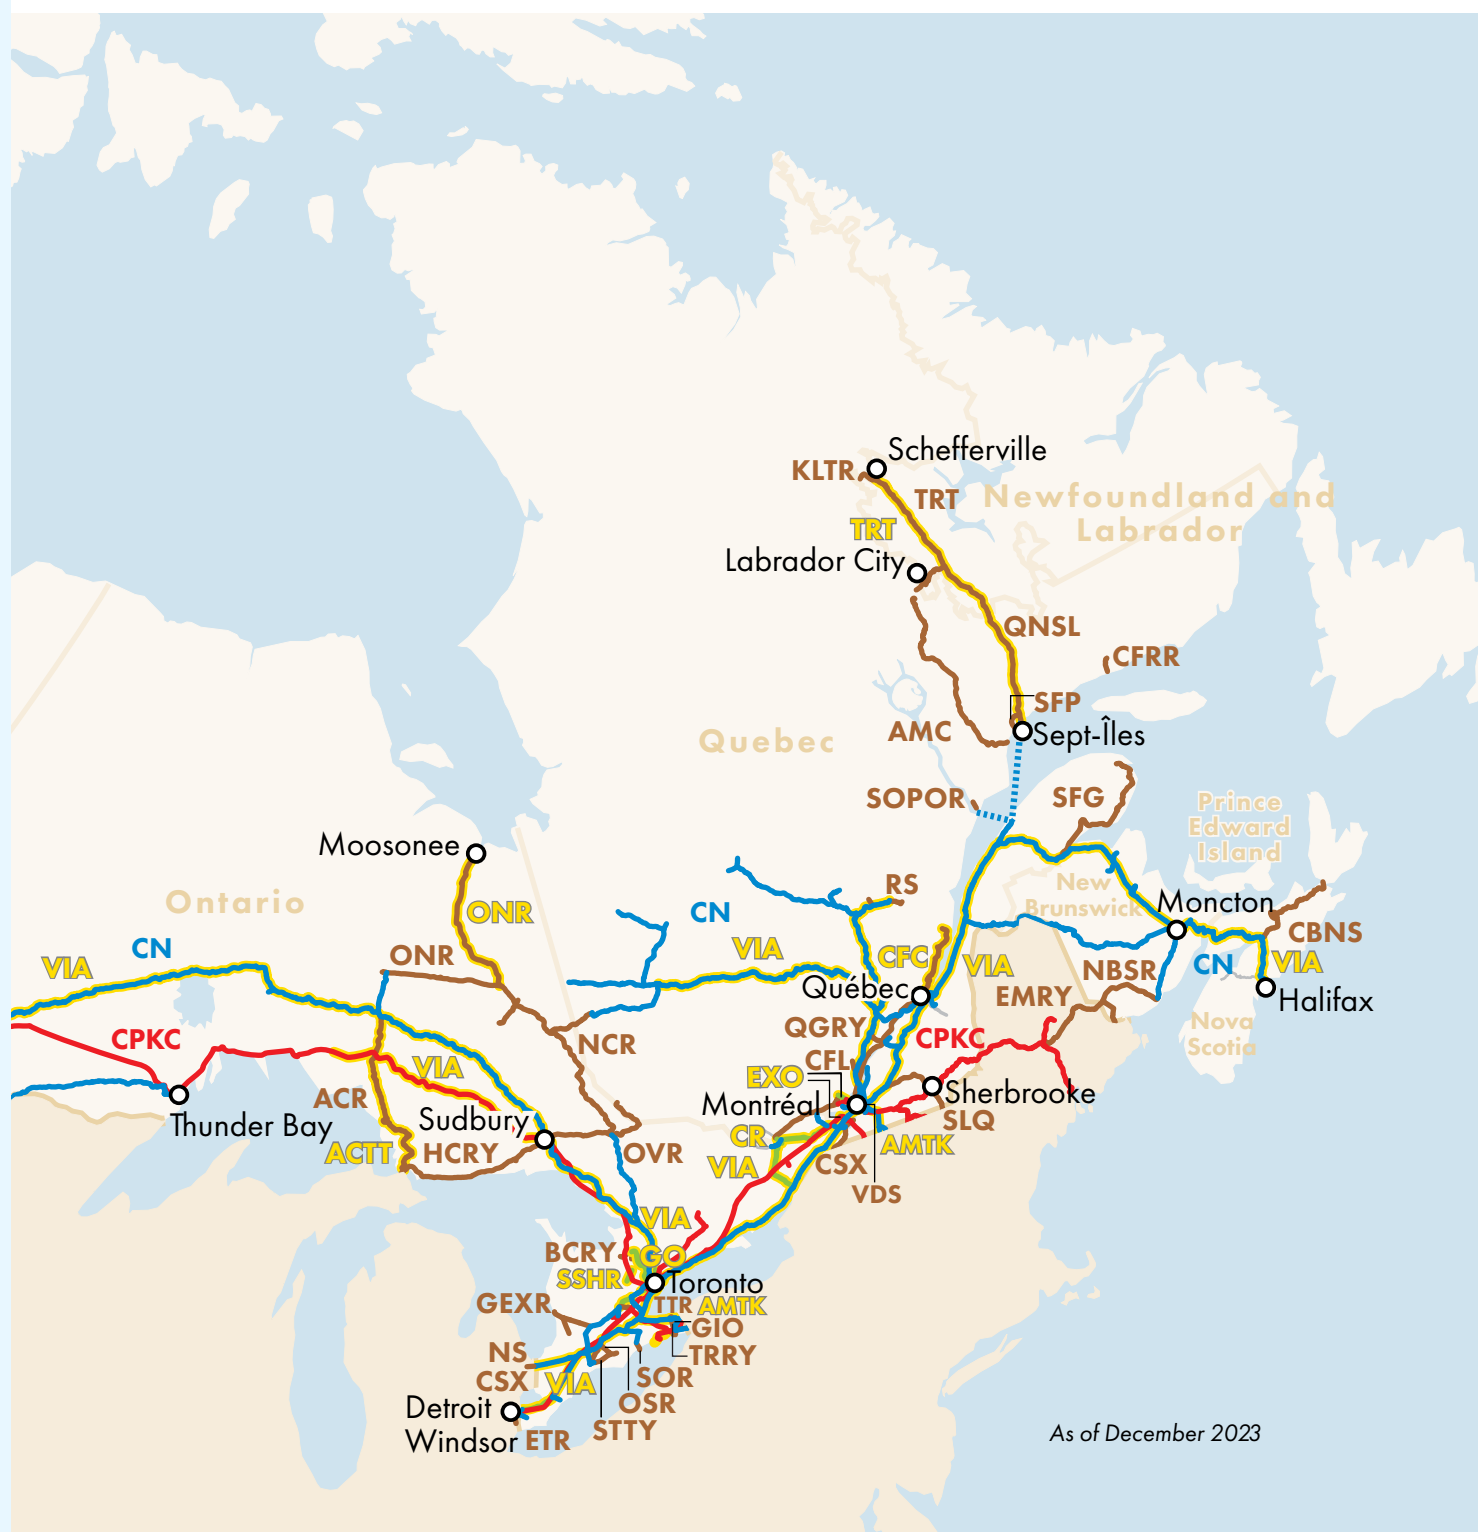 Schefferville
KLTR
TRT
Newfoundland and
Labrador
TRT
Labrador City
QNSL
CFRR
SFP
AMC
Sept-Îles
Quebec
SOPOR
SFG
Prince
Edward
Island
Moosonee
RS
New
Brunswick
Moncton
Ontario
ONR
CN
CBNS
CN
VIA
ONR
VIA
CFC
VIA
NBSR
CN
VIA
Québec
EMRY
Halifax
CPKC
NCR
QGRY
CPKC
Nova
Scotia
VIA
CFL
EXO
ACR
Montréal
Sherbrooke
Thunder Bay
Sudbury
SLQ
ACTT
HCRY
OVR
CR
AMTK
VIA
CSX
VDS
VIA
BCRY
GO
SSHR
Toronto
GEXR
TTR
AMTK
GIO
NS
TRRY
CSX
VIA
SOR
Detroit
OSR
Windsor
ETR
STTY
As of December 2023